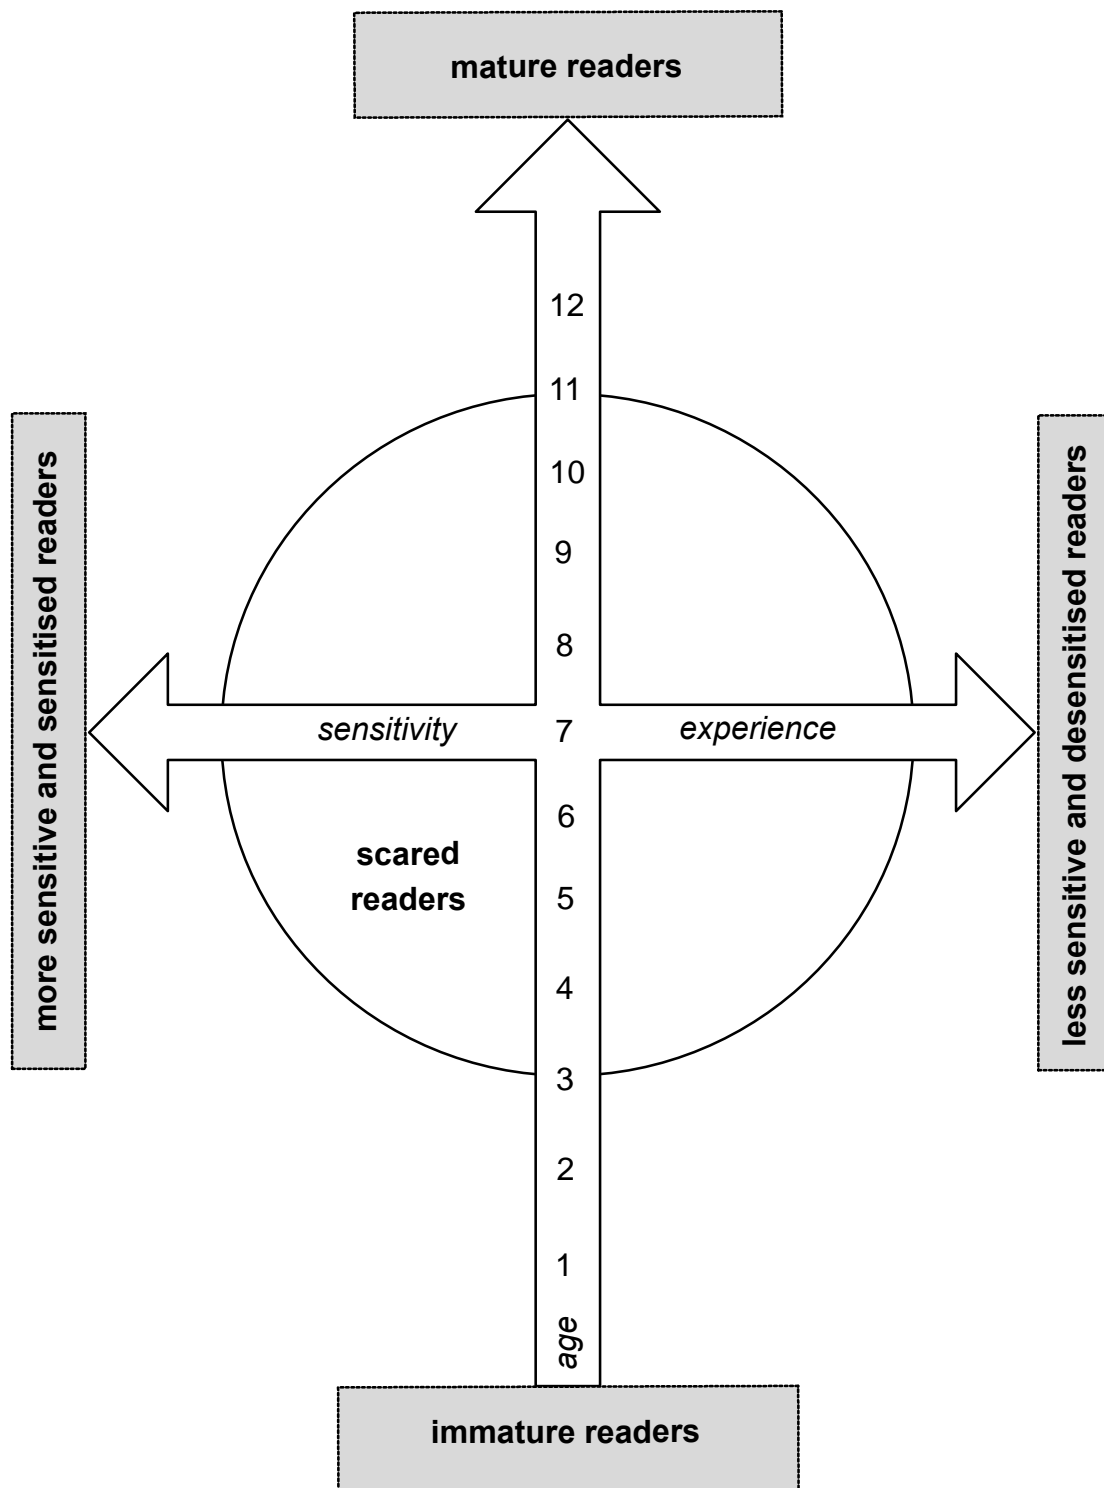 mature readers
12
11
10
9
8
more sensitive and sensitised readers
sensitivity
7
experience
less sensitive and desensitised readers
6
scared
readers
5
4
3
2
1
age
immature readers